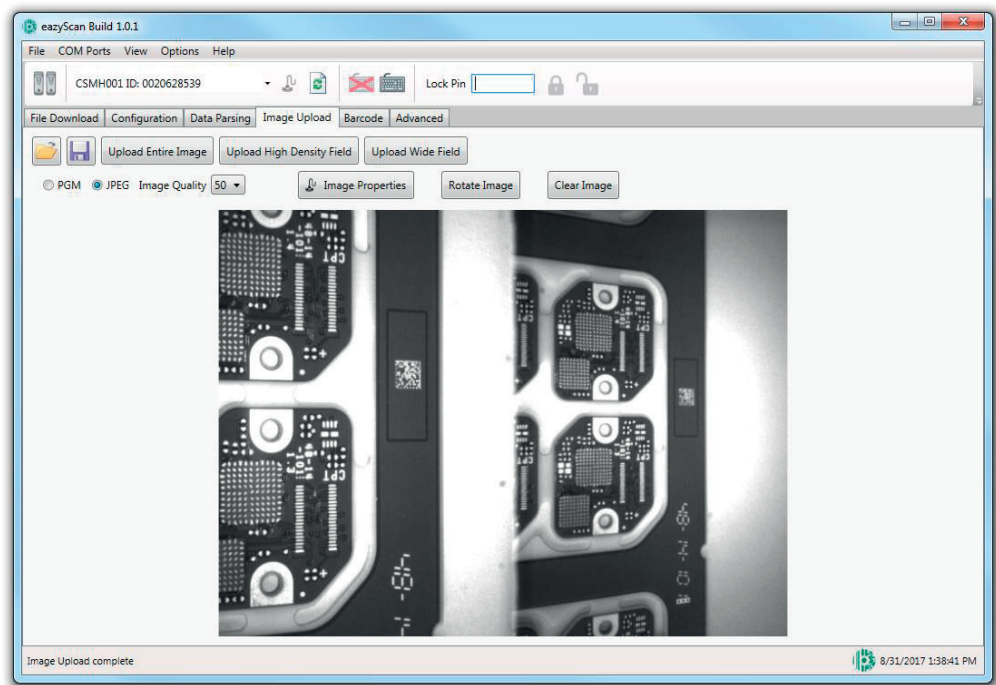 eazyScan Build 1.0.1
File COM Ports View Options Help
CSMH001 ID: 0020628539 Lock Pin
File Download Configuration Data Parsing Image Upload Barcode Advanced
Upload Entire Image Upload High Density Field Upload Wide Field
PGM JPEG Image Quality 50 Image Properties Rotate Image Clear Image
CPT
CPT
Image Upload complete 8/31/2017 1:38:41 PM